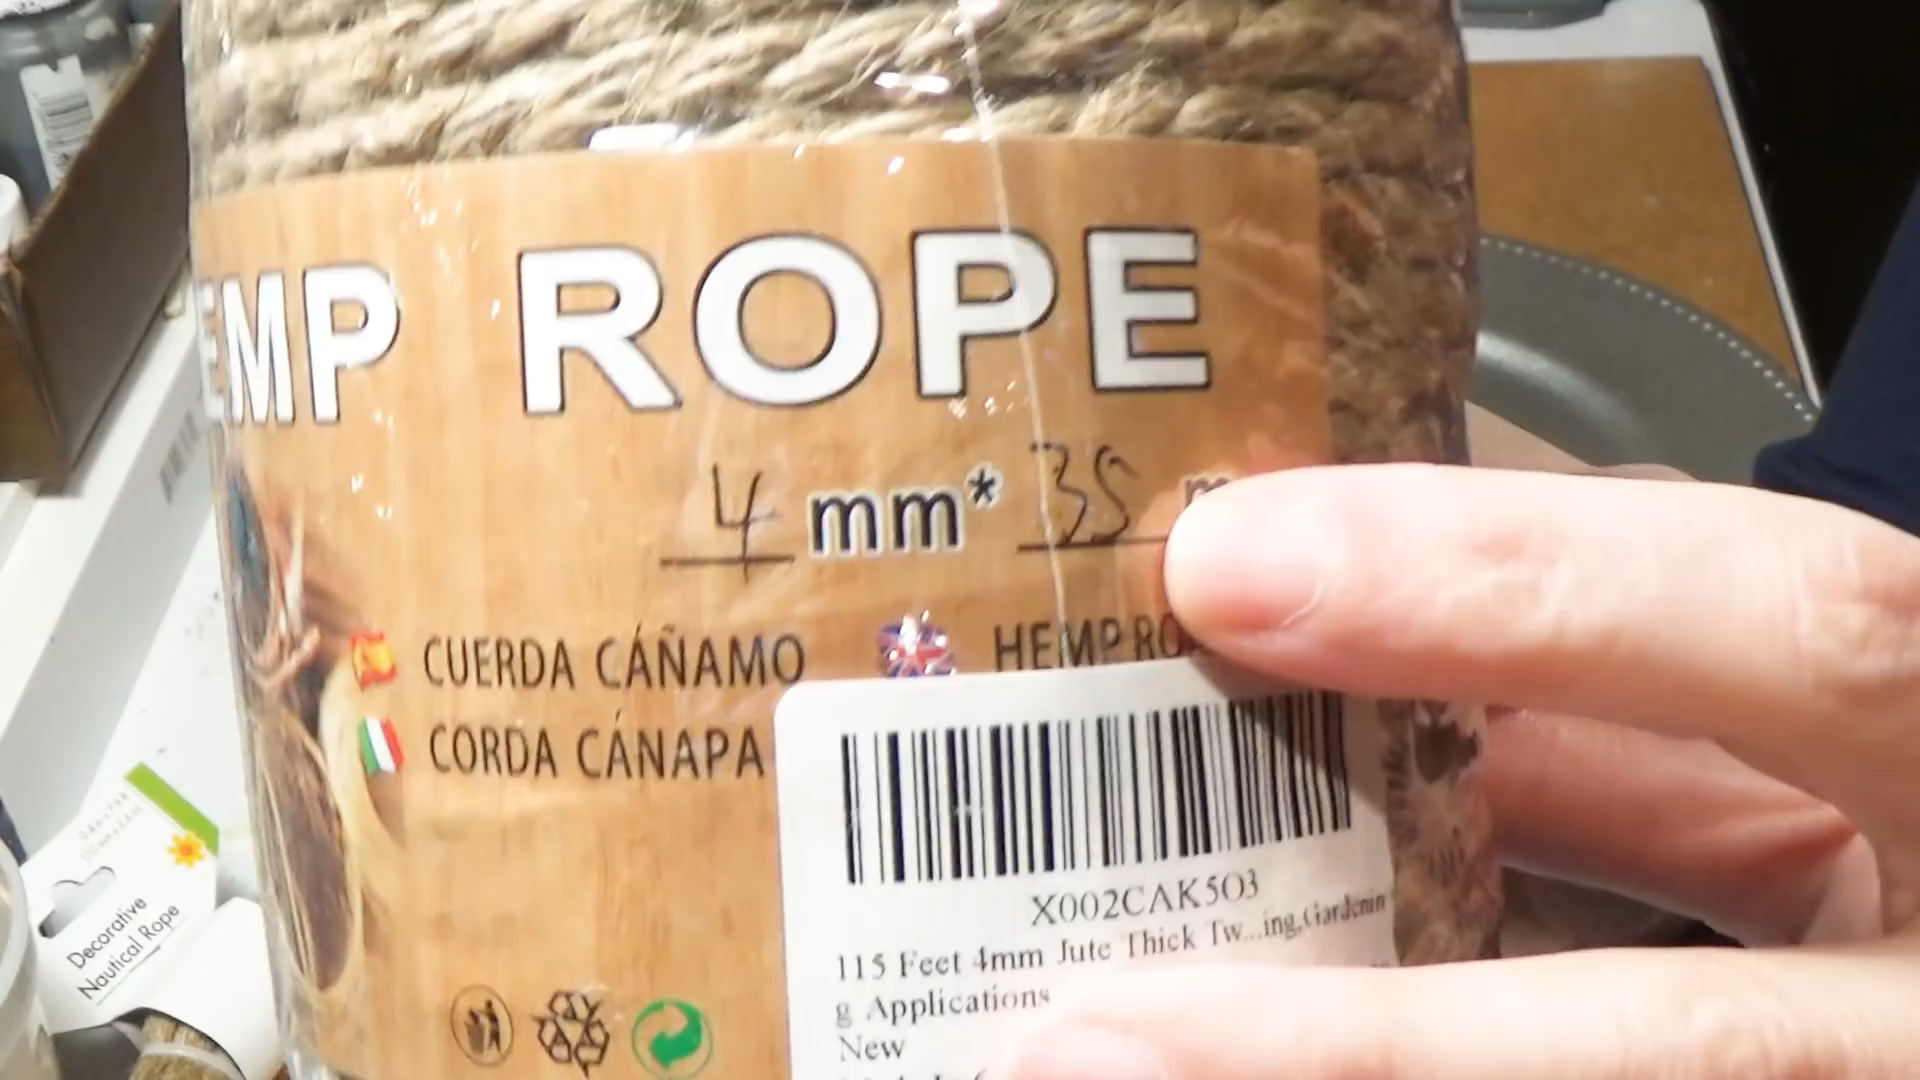 EMP ROPE
4 mm* 35 m
CUERDA CÁÑAMO
HEMP RO
CORDA CÁNAPA
X002CAK5O3
115 Feet 4mm Jute Thick Tw...ing,Gardenin
g Applications
New
Decorative
Nautical Rope